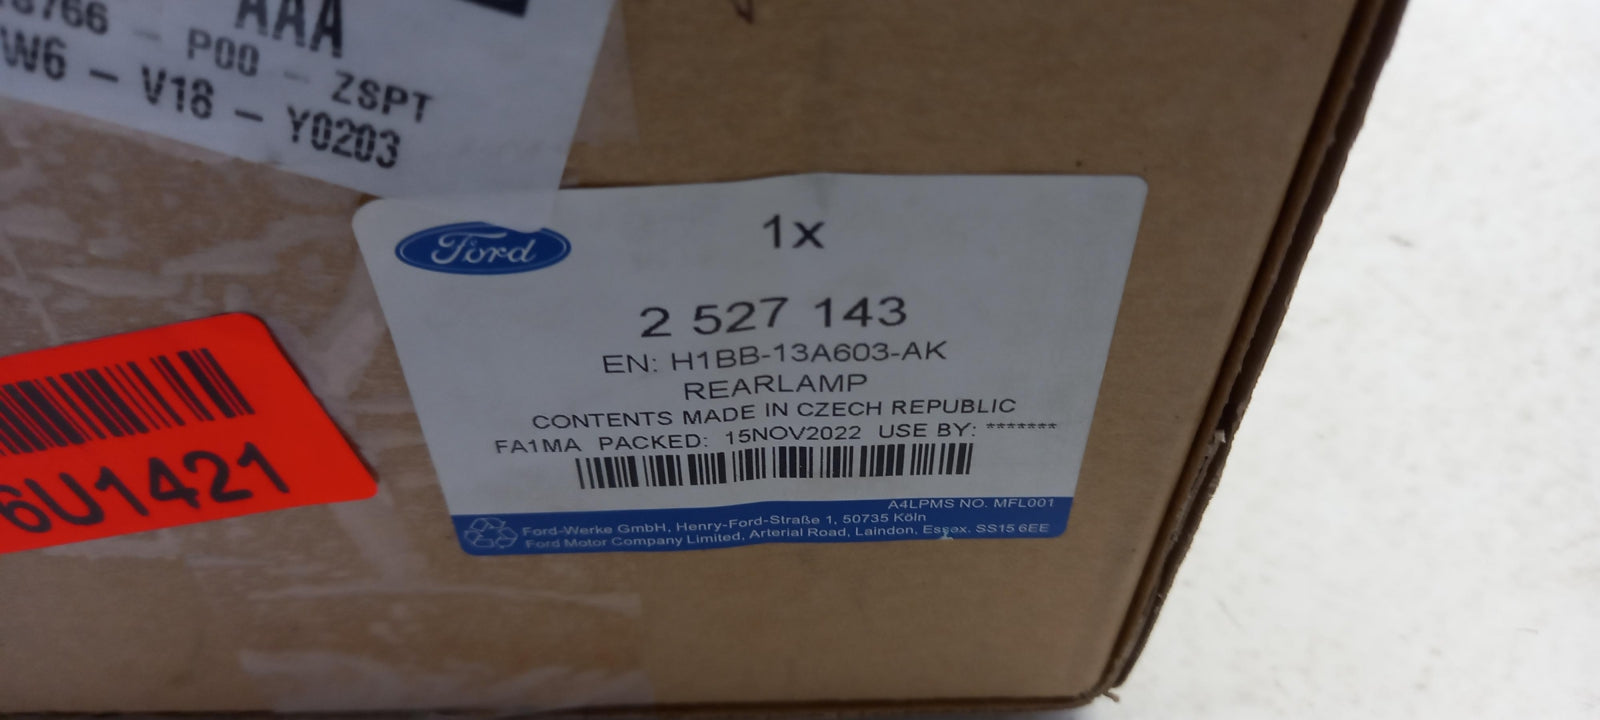 AAA
8766 - P00 - ZSPT
W6 - V18 - Y0203
Ford
1x
2 527 143
EN: H1BB-13A603-AK
REARLAMP
CONTENTS MADE IN CZECH REPUBLIC
FA1MA PACKED: 15NOV2022 USE BY: *******
A4LPMS NO. MFL001
Ford-Werke GmbH, Henry-Ford-Straße 1, 50735 Köln
Ford Motor Company Limited, Arterial Road, Laindon, Essex. SS15 6EE
6U1421